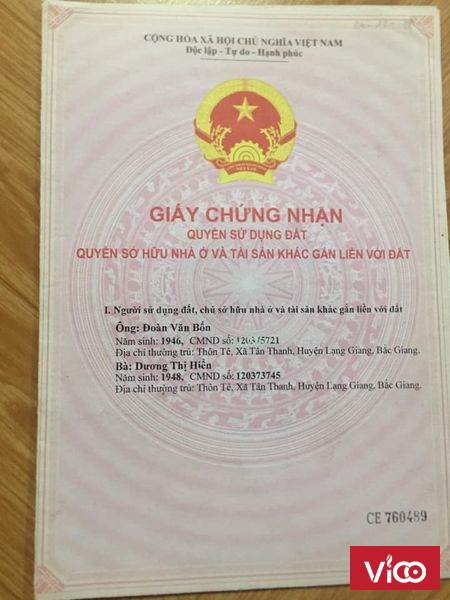 CỘNG HÒA XÃ HỘI CHỦ NGHĨA VIỆT NAM
Độc lập - Tự do - Hạnh phúc
GIẤY CHỨNG NHẬN
QUYỀN SỬ DỤNG ĐẤT
QUYỀN SỞ HỮU NHÀ Ở VÀ TÀI SẢN KHÁC GẮN LIỀN VỚI ĐẤT
I. Người sử dụng đất, chủ sở hữu nhà ở và tài sản khác gắn liền với đất
Ông: Đoàn Văn Bốn
Năm sinh: 1946, CMND số: 120375721
Địa chỉ thường trú: Thôn Tê, Xã Tân Thanh, Huyện Lạng Giang, Bắc Giang.
Bà: Dương Thị Hiền
Năm sinh: 1948, CMND số: 120373745
Địa chỉ thường trú: Thôn Tê, Xã Tân Thanh, Huyện Lạng Giang, Bắc Giang.
CE 760489
Vico